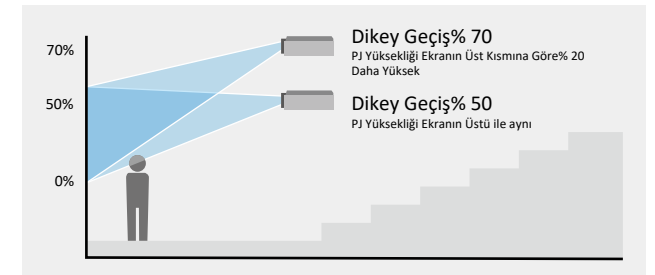 70%
Dikey Geçiş% 70
PJ Yüksekliği Ekranın Üst Kısmına Göre% 20
Daha Yüksek
50%
Dikey Geçiş% 50
PJ Yüksekliği Ekranın Üstü ile aynı
0%